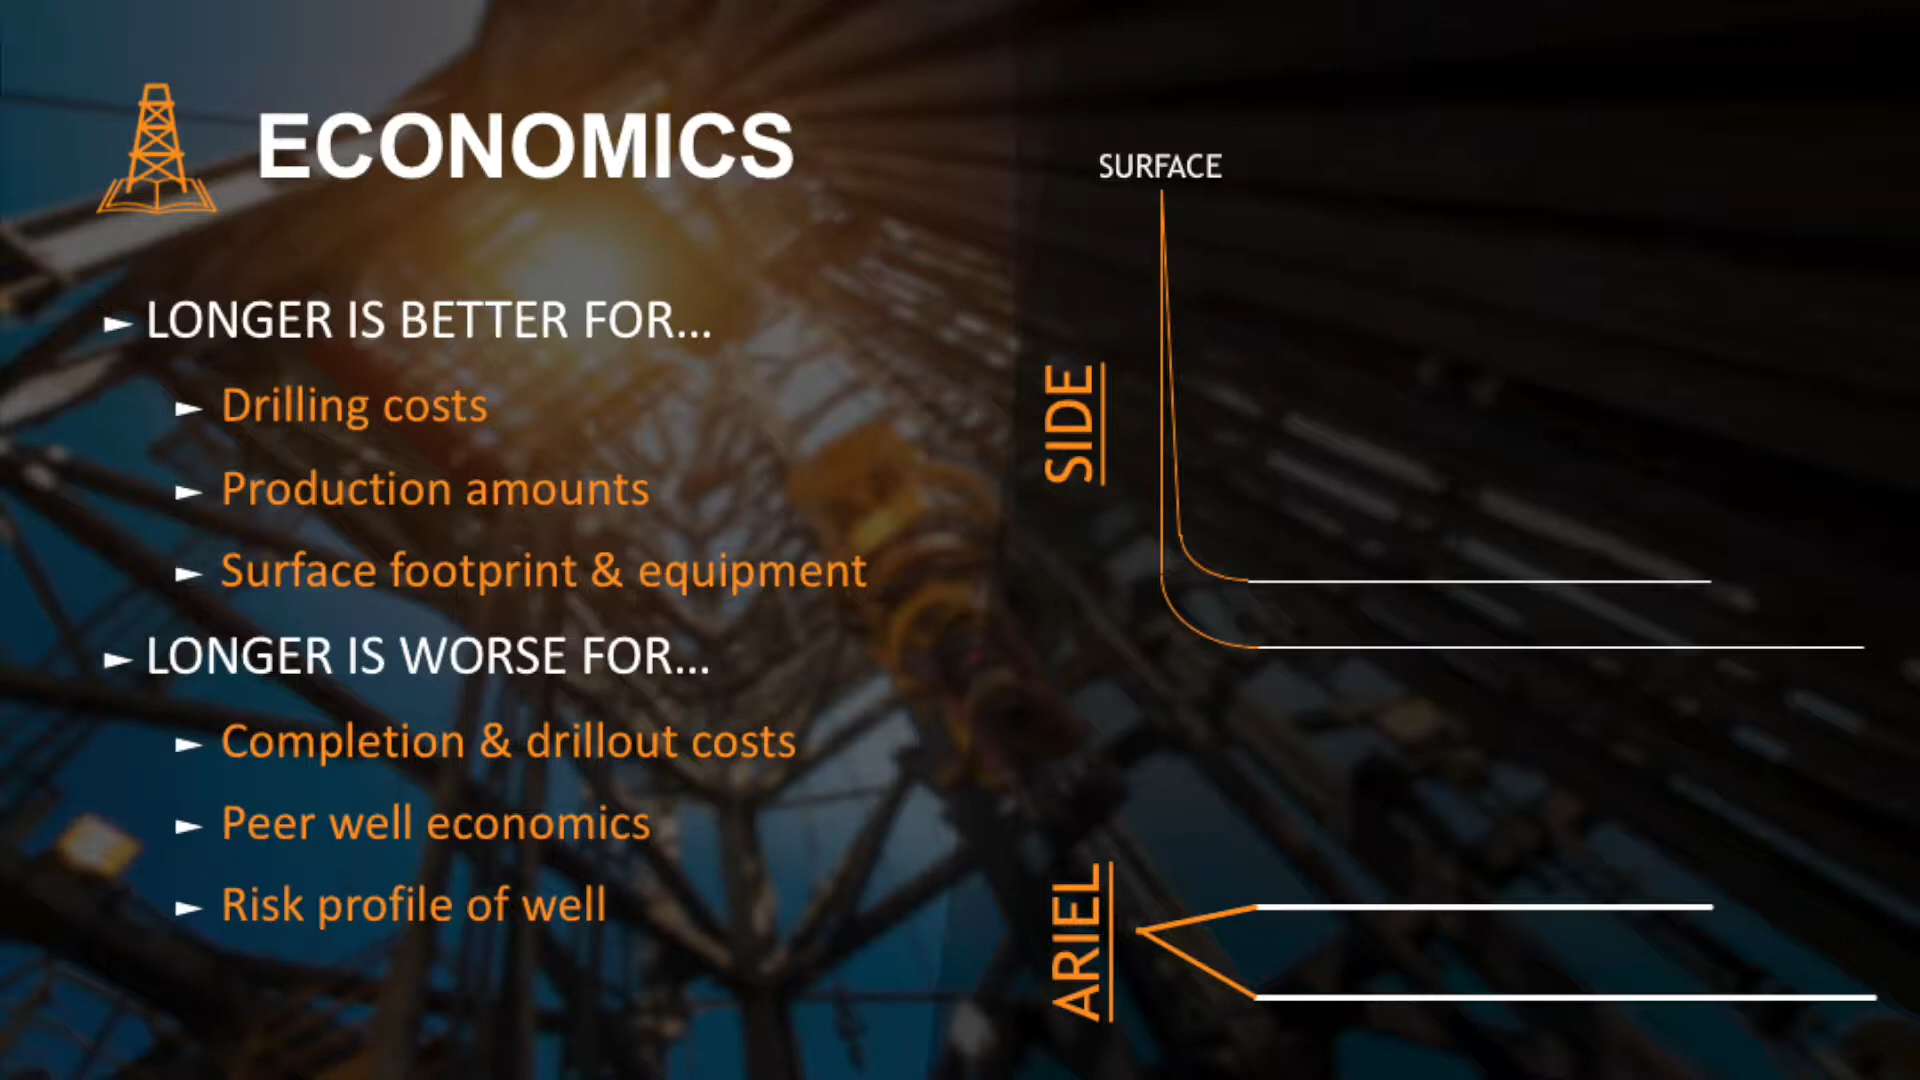 ECONOMICS
► LONGER IS BETTER FOR...
► Drilling costs
► Production amounts
► Surface footprint & equipment
► LONGER IS WORSE FOR...
► Completion & drillout costs
► Peer well economics
► Risk profile of well
SURFACE
SIDE
ARIEL